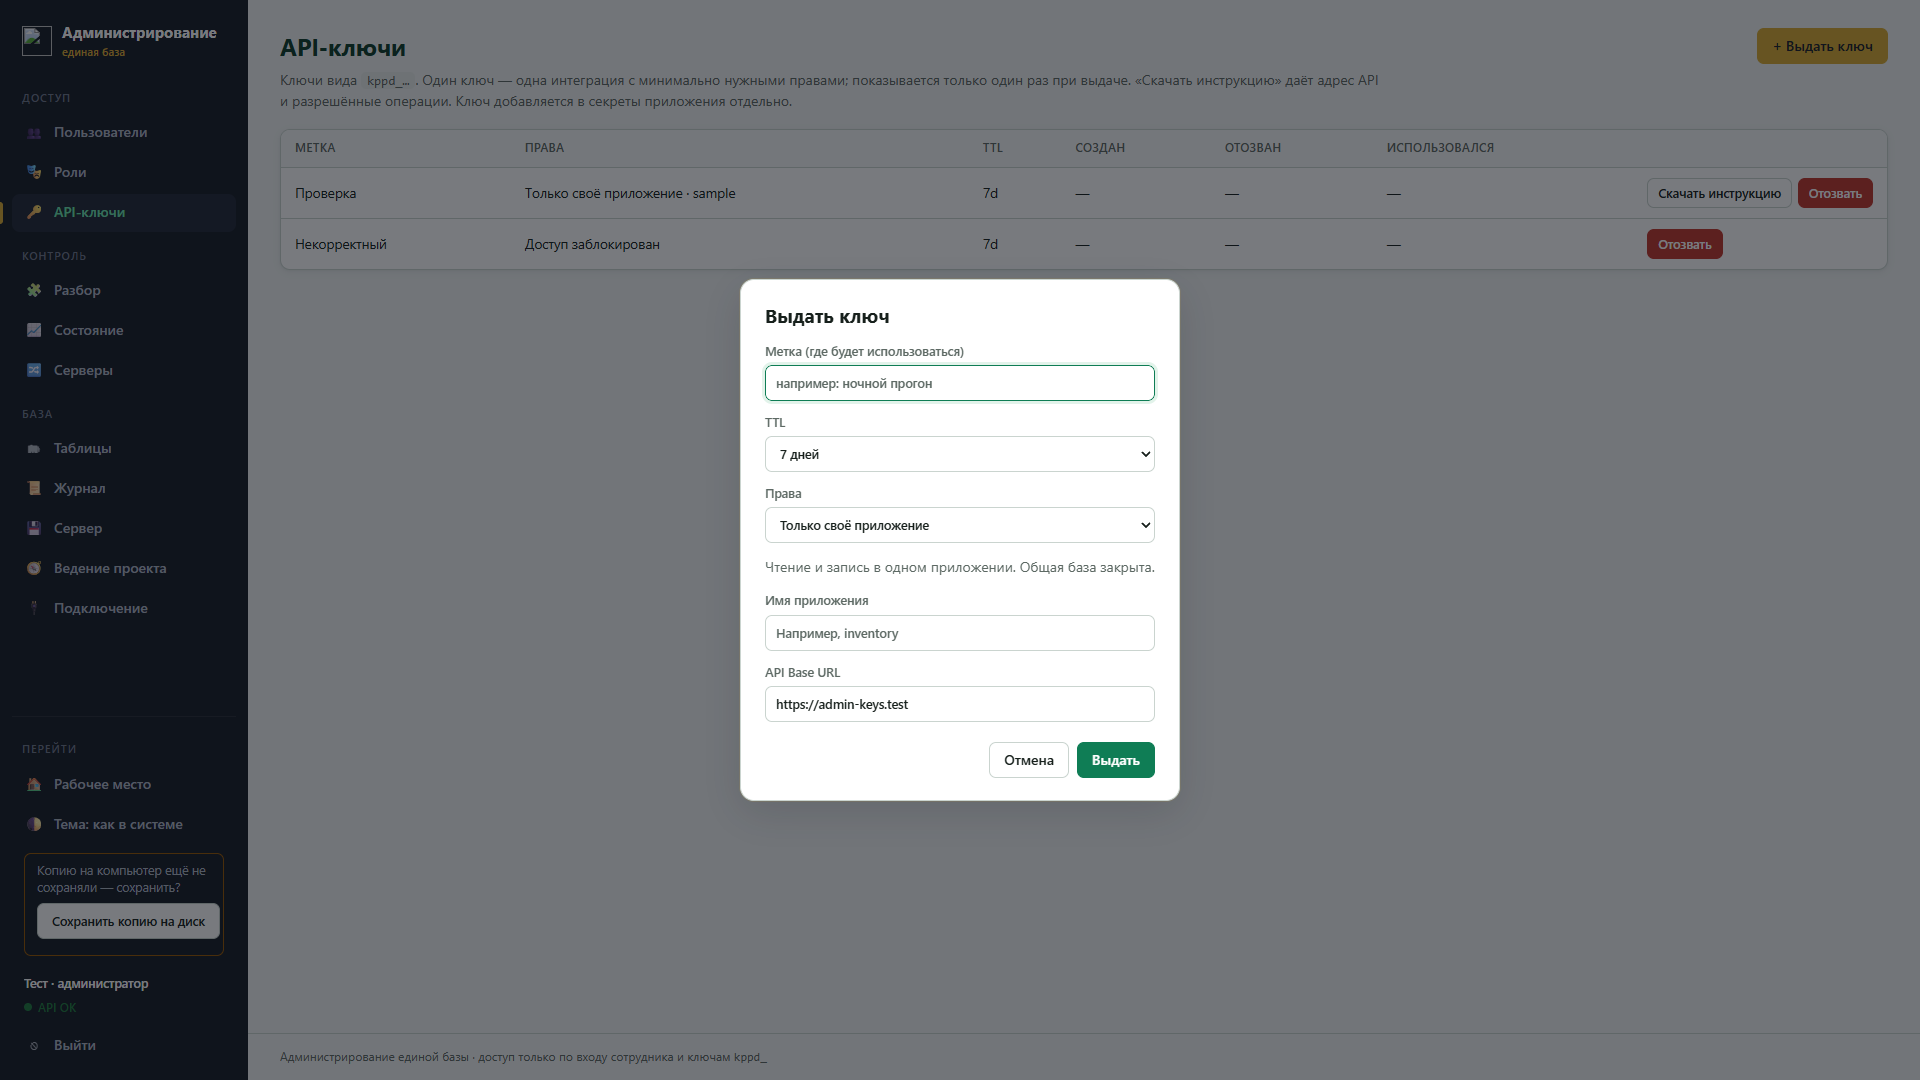 Администрирование
единая база
ДОСТУП
Пользователи
Роли
API-ключи
КОНТРОЛЬ
Разбор
Состояние
Серверы
БАЗА
Таблицы
Журнал
Сервер
Ведение проекта
Подключение
ПЕРЕЙТИ
Рабочее место
Тема: как в системе
Копию на компьютер ещё не
сохраняли — сохранить?
Сохранить копию на диск
Тест · администратор
API OK
Выйти
API-ключи
+ Выдать ключ
Ключи вида kppd_… . Один ключ — одна интеграция с минимально нужными правами; показывается только один раз при выдаче. «Скачать инструкцию» даёт адрес API
и разрешённые операции. Ключ добавляется в секреты приложения отдельно.
МЕТКА ПРАВА TTL СОЗДАН ОТОЗВАН ИСПОЛЬЗОВАЛСЯ
Проверка Только своё приложение · sample 7d — — — Скачать инструкцию Отозвать
Некорректный Доступ заблокирован 7d — — — Отозвать
Выдать ключ
Метка (где будет использоваться)
например: ночной прогон
TTL
7 дней
Права
Только своё приложение
Чтение и запись в одном приложении. Общая база закрыта.
Имя приложения
Например, inventory
API Base URL
https://admin-keys.test
Отмена Выдать
Администрирование единой базы · доступ только по входу сотрудника и ключам kppd_